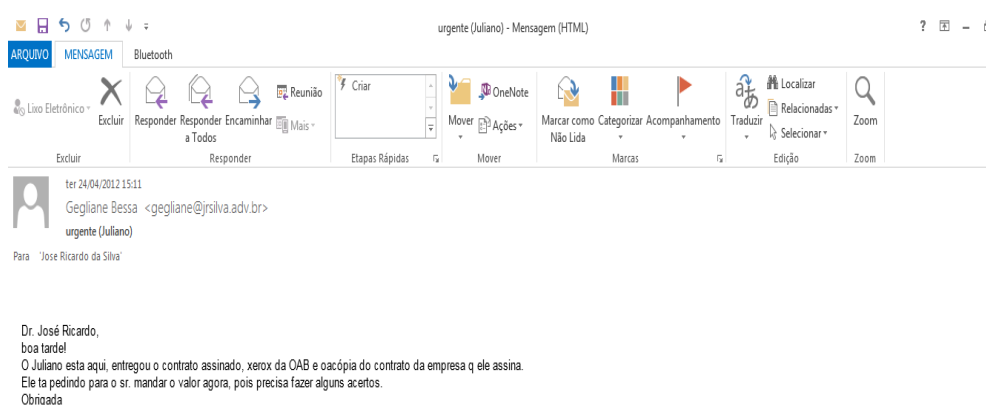 urgente (Juliano) - Mensagem (HTML)
ARQUIVO MENSAGEM Bluetooth
Lixo Eletrônico
Excluir
Responder
Responder a Todos
Encaminhar
Reunião
Mais
Criar
Mover
OneNote
Ações
Marcar como Não Lida
Categorizar
Acompanhamento
Traduzir
Localizar
Relacionadas
Selecionar
Zoom
Excluir Responder Etapas Rápidas Mover Marcas Edição Zoom
ter 24/04/2012 15:11
Gegliane Bessa <gegliane@jrsilva.adv.br>
urgente (Juliano)
Para 'Jose Ricardo da Silva'
Dr. José Ricardo,
boa tarde!
O Juliano esta aqui, entregou o contrato assinado, xerox da OAB e oacópia do contrato da empresa q ele assina.
Ele ta pedindo para o sr. mandar o valor agora, pois precisa fazer alguns acertos.
Obrigada